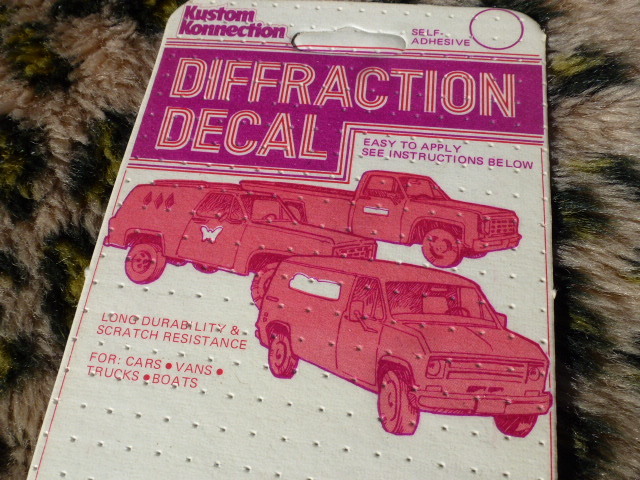 Kustom
Konnection
SELF-
ADHESIVE
DIFFRACTION
DECAL
EASY TO APPLY
SEE INSTRUCTIONS BELOW
LONG DURABILITY &
SCRATCH RESISTANCE
FOR: CARS • VANS •
TRUCKS • BOATS